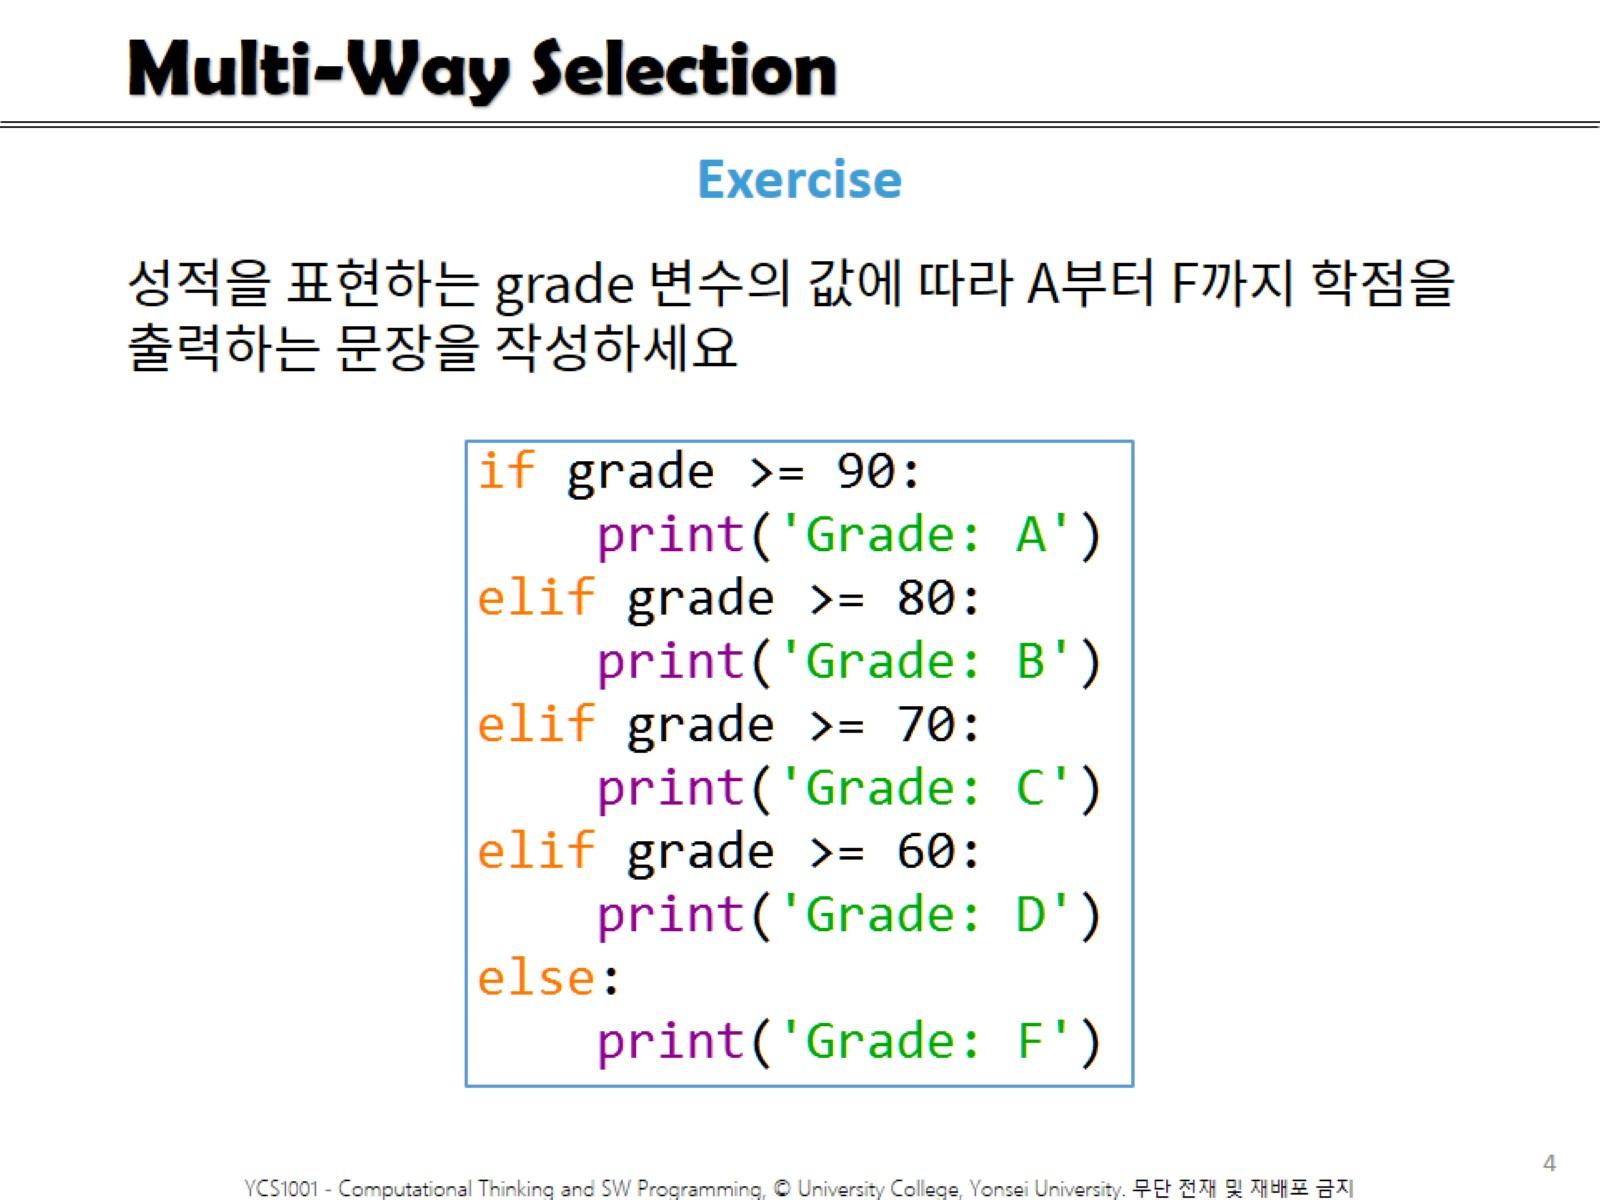 Multi-Way Selection
Exercise
성적을 표현하는 grade 변수의 값에 따라 A부터 F까지 학점을
출력하는 문장을 작성하세요
if grade >= 90:
    print('Grade: A')
elif grade >= 80:
    print('Grade: B')
elif grade >= 70:
    print('Grade: C')
elif grade >= 60:
    print('Grade: D')
else:
    print('Grade: F')
4
YCS1001 - Computational Thinking and SW Programming, © University College, Yonsei University. 무단 전재 및 재배포 금지